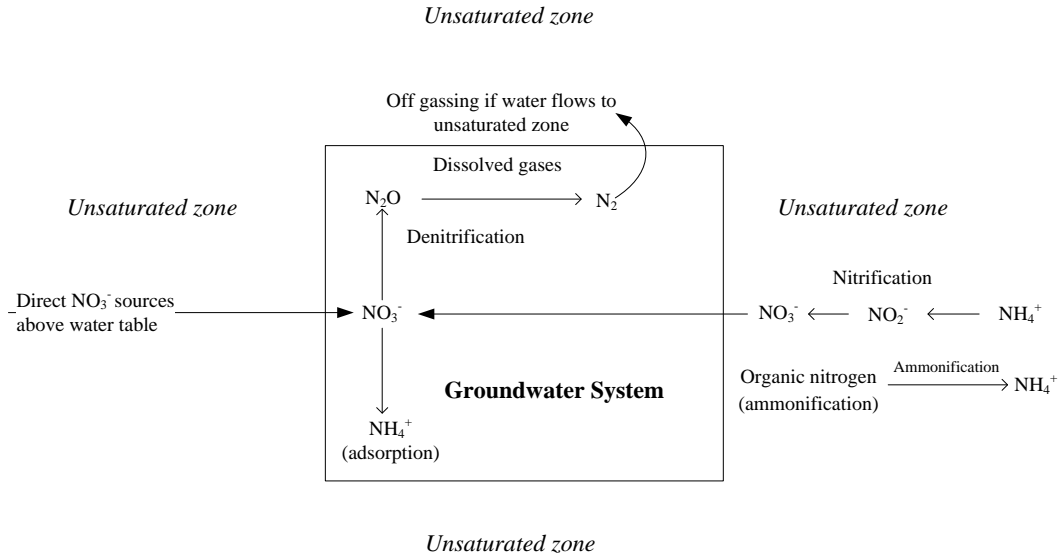 Unsaturated zone
Off gassing if water flows to
unsaturated zone
Dissolved gases
N₂O
N₂
Unsaturated zone
Unsaturated zone
Denitrification
Nitrification
Direct NO₃⁻ sources
above water table
NO₃⁻
NO₃⁻
NO₂⁻
NH₄⁺
Ammonification
Organic nitrogen
(ammonification)
NH₄⁺
Groundwater System
NH₄⁺
(adsorption)
Unsaturated zone